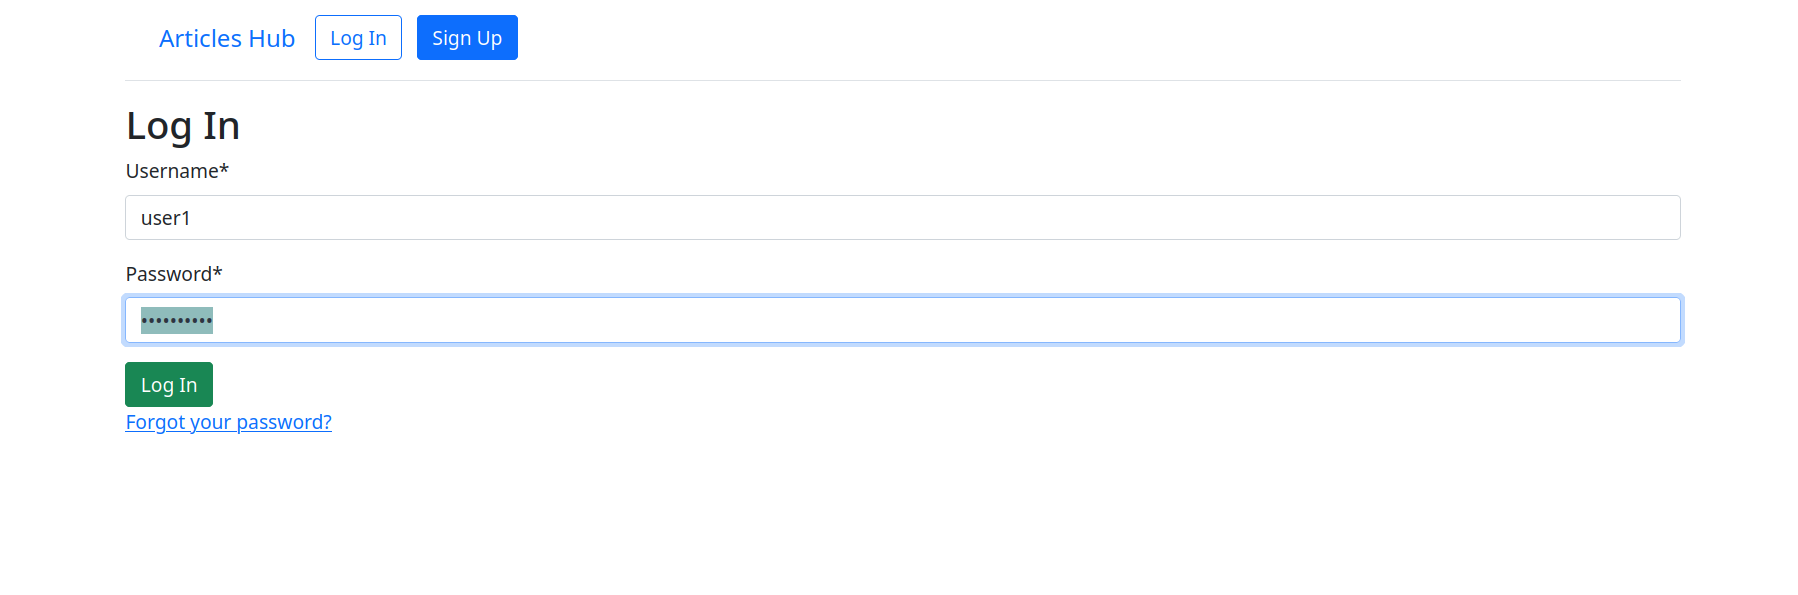 Articles Hub Log In Sign Up
Log In
Username*
user1
Password*
••••••••••
Log In
Forgot your password?